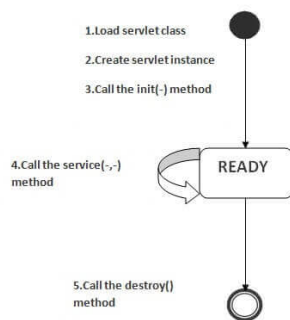 1.Load servlet class
2.Create servlet instance
3.Call the init(-) method
4.Call the service(-,-)
method
READY
5.Call the destroy()
method